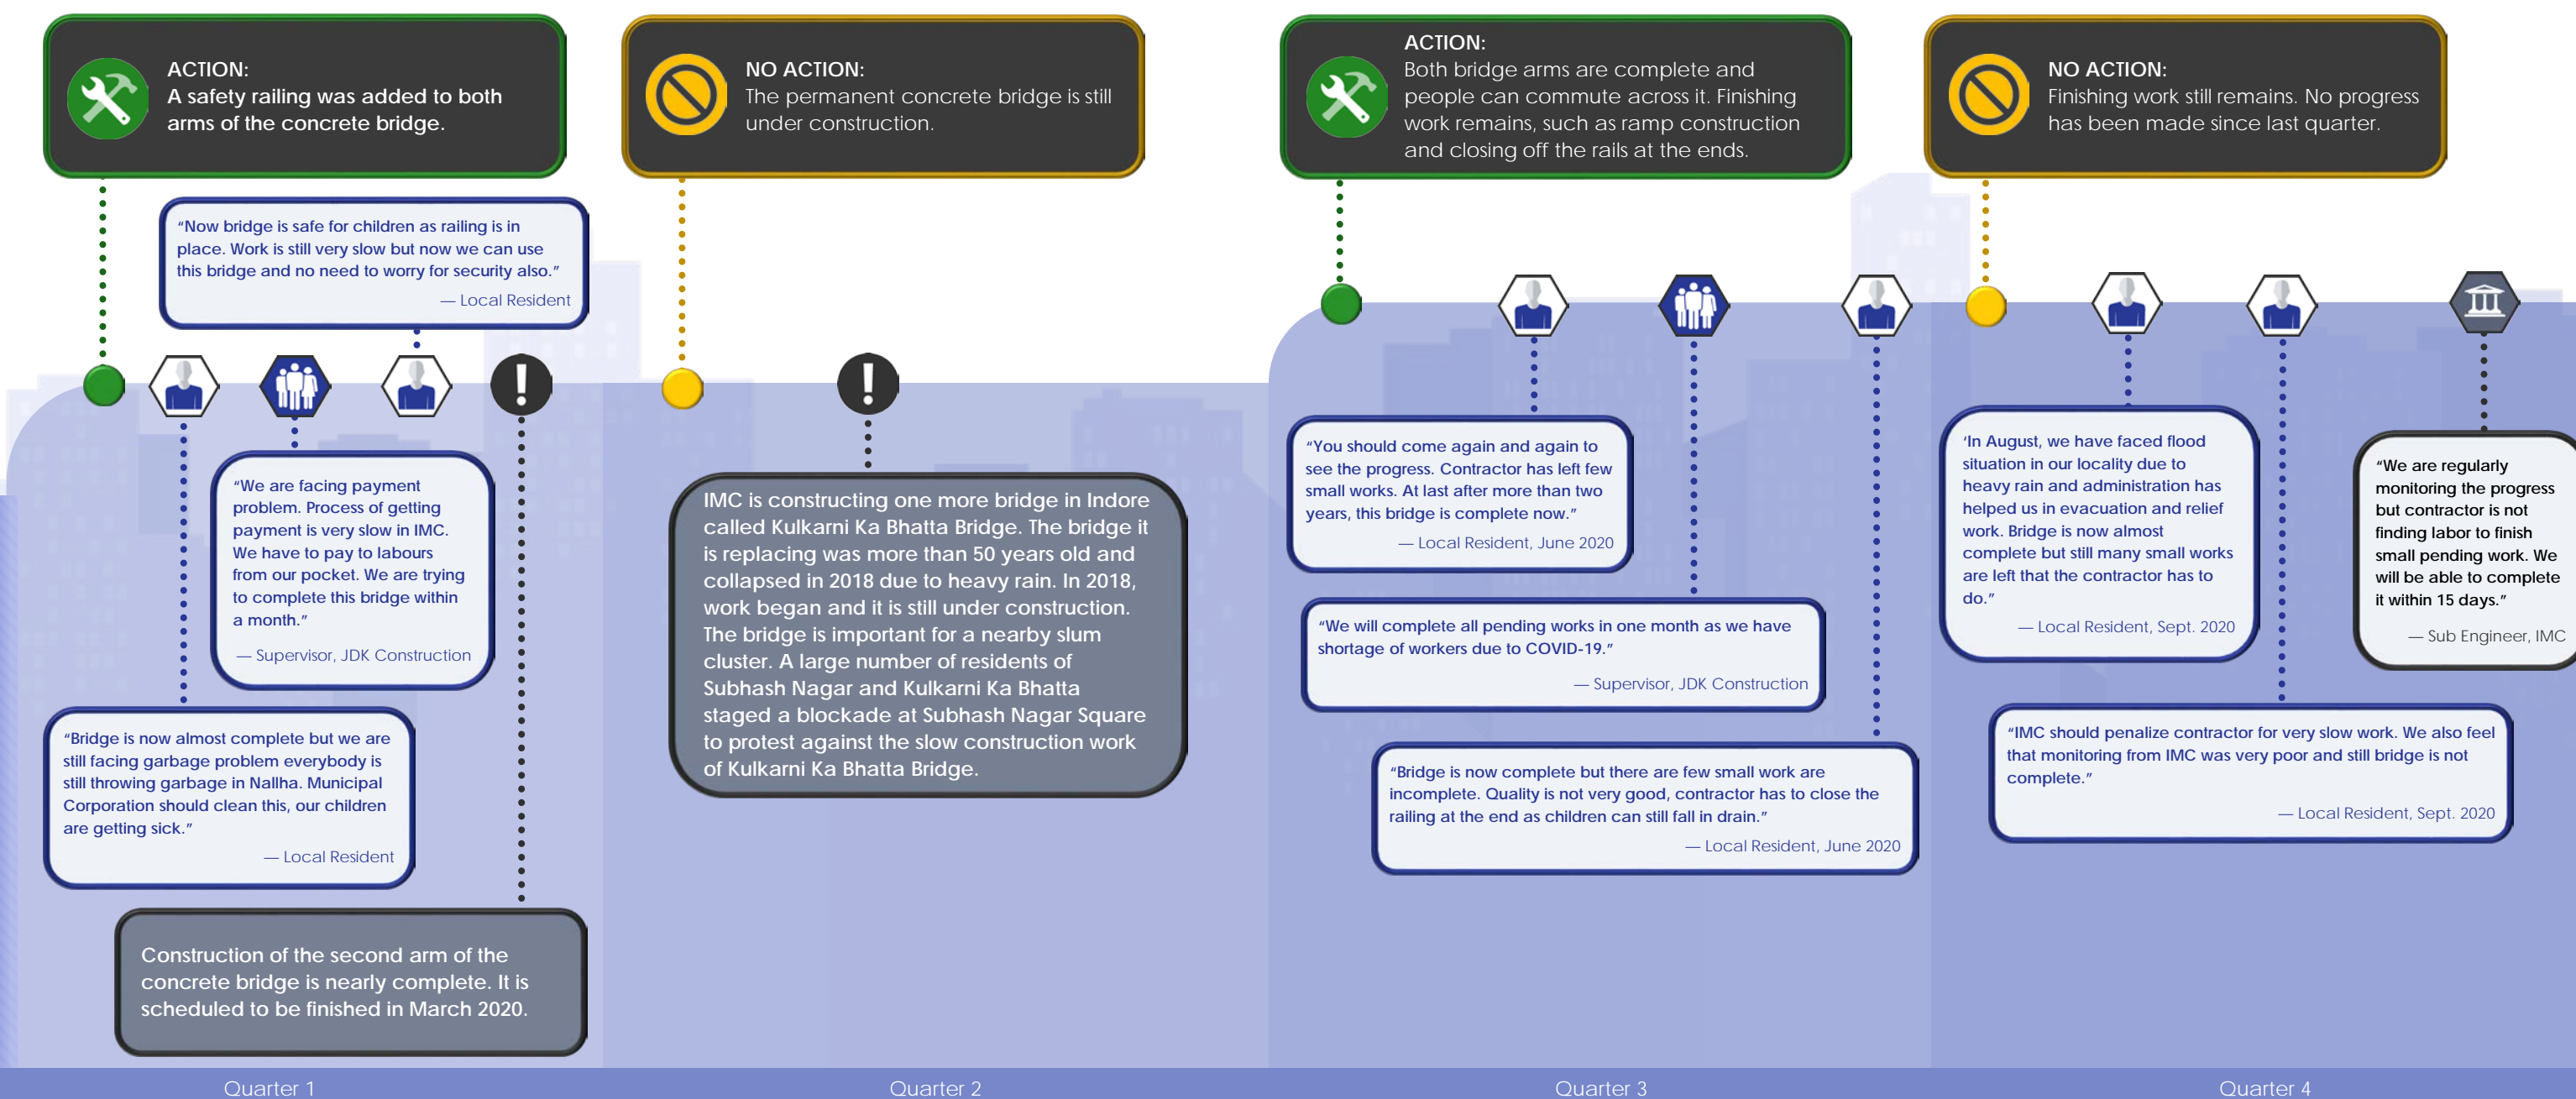 ACTION:
A safety railing was added to both
arms of the concrete bridge.
“Now bridge is safe for children as railing is in
place. Work is still very slow but now we can use
this bridge and no need to worry for security also.”
— Local Resident
“We are facing payment
problem. Process of getting
payment is very slow in IMC.
We have to pay to labours
from our pocket. We are trying
to complete this bridge within
a month.”
— Supervisor, JDK Construction
“Bridge is now almost complete but we are
still facing garbage problem everybody is
still throwing garbage in Nallha. Municipal
Corporation should clean this, our children
are getting sick.”
— Local Resident
Construction of the second arm of the
concrete bridge is nearly complete. It is
scheduled to be finished in March 2020.
Quarter 1
NO ACTION:
The permanent concrete bridge is still
under construction.
IMC is constructing one more bridge in Indore
called Kulkarni Ka Bhatta Bridge. The bridge it
is replacing was more than 50 years old and
collapsed in 2018 due to heavy rain. In 2018,
work began and it is still under construction.
The bridge is important for a nearby slum
cluster. A large number of residents of
Subhash Nagar and Kulkarni Ka Bhatta
staged a blockade at Subhash Nagar Square
to protest against the slow construction work
of Kulkarni Ka Bhatta Bridge.
Quarter 2
ACTION:
Both bridge arms are complete and
people can commute across it. Finishing
work remains, such as ramp construction
and closing off the rails at the ends.
“You should come again and again to
see the progress. Contractor has left few
small works. At last after more than two
years, this bridge is complete now.”
— Local Resident, June 2020
“We will complete all pending works in one month as we have
shortage of workers due to COVID-19.”
— Supervisor, JDK Construction
“Bridge is now complete but there are few small work are
incomplete. Quality is not very good, contractor has to close the
railing at the end as children can still fall in drain.”
— Local Resident, June 2020
Quarter 3
NO ACTION:
Finishing work still remains. No progress
has been made since last quarter.
‘In August, we have faced flood
situation in our locality due to
heavy rain and administration has
helped us in evacuation and relief
work. Bridge is now almost
complete but still many small works
are left that the contractor has to
do.”
— Local Resident, Sept. 2020
“We are regularly
monitoring the progress
but contractor is not
finding labor to finish
small pending work. We
will be able to complete
it within 15 days.”
— Sub Engineer, IMC
“IMC should penalize contractor for very slow work. We also feel
that monitoring from IMC was very poor and still bridge is not
complete.”
— Local Resident, Sept. 2020
Quarter 4